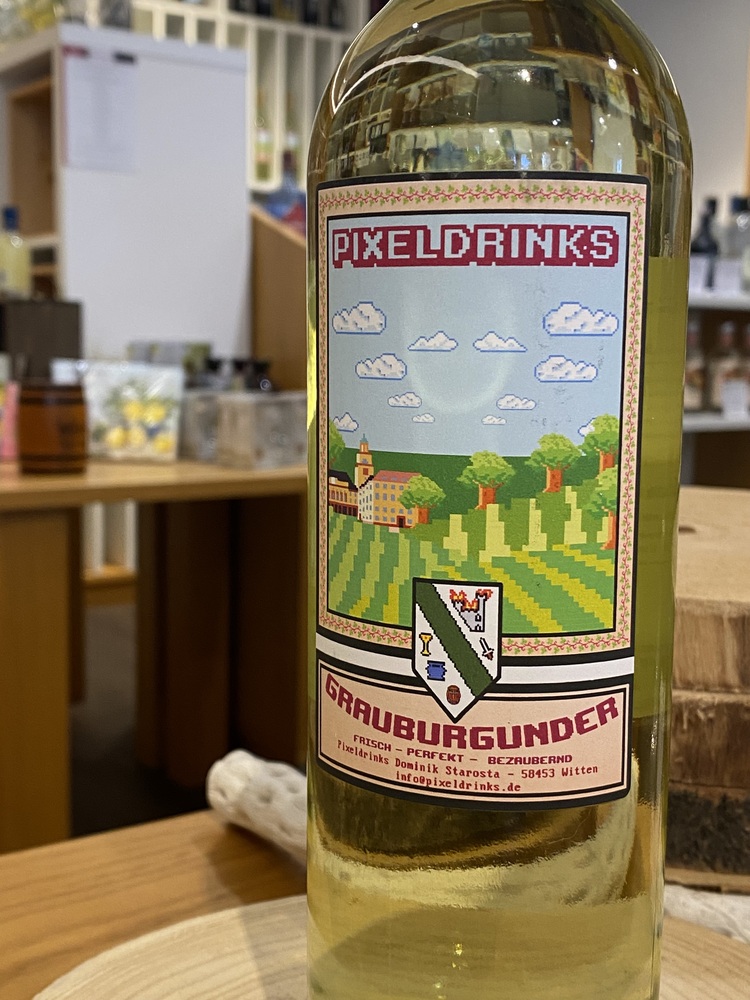 PIXELDRINKS
GRAUBURGUNDER
FRISCH - PERFEKT - BEZAUBERND
Pixeldrinks Dominik Starosta - 58453 Witten
info@pixeldrinks.de